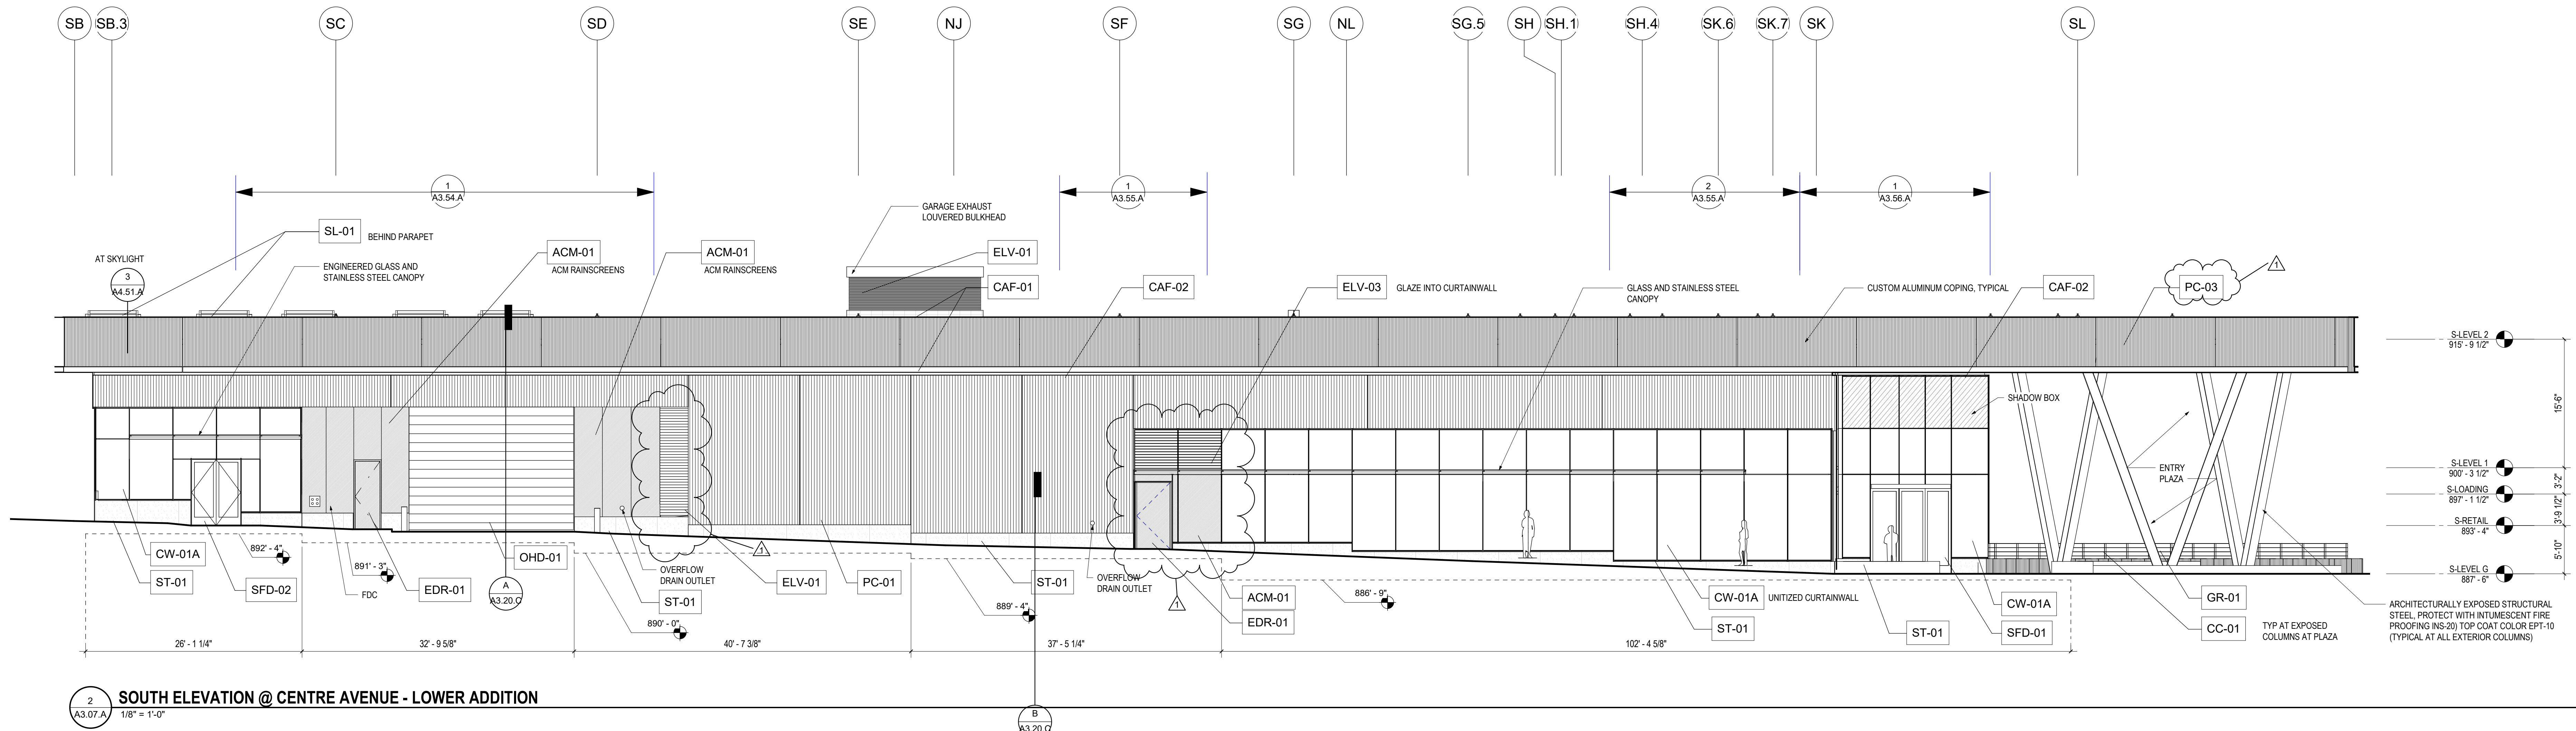 SB
SB.3
SC
SD
SE
NJ
SF
SG
NL
SG.5
SH
SH.1
SH.4
SK.6
SK.7
SK
SL
1
A3.54.A
1
A3.55.A
2
A3.55.A
1
A3.56.A
GARAGE EXHAUST
LOUVERED BULKHEAD
SL-01
BEHIND PARAPET
AT SKYLIGHT
3
A4.51.A
ENGINEERED GLASS AND
STAINLESS STEEL CANOPY
ACM-01
ACM RAINSCREENS
ACM-01
ACM RAINSCREENS
ELV-01
CAF-01
CAF-02
ELV-03
GLAZE INTO CURTAINWALL
GLASS AND STAINLESS STEEL
CANOPY
CUSTOM ALUMINUM COPING, TYPICAL
CAF-02
PC-03
1
S-LEVEL 2
915' - 9 1/2"
15'-6"
SHADOW BOX
ENTRY
PLAZA
S-LEVEL 1
900' - 3 1/2"
3'-2"
S-LOADING
897' - 1 1/2"
3'-9 1/2"
S-RETAIL
893' - 4"
5'-10"
S-LEVEL G
887' - 6"
CW-01A
892' - 4"
ST-01
SFD-02
891' - 3"
FDC
EDR-01
A
A3.20.C
OHD-01
OVERFLOW
DRAIN OUTLET
1
ST-01
890' - 0"
ELV-01
PC-01
889' - 4"
ST-01
OVERFLOW
DRAIN OUTLET
1
ACM-01
EDR-01
886' - 9"
CW-01A
UNITIZED CURTAINWALL
ST-01
ST-01
CW-01A
SFD-01
GR-01
CC-01
TYP AT EXPOSED
COLUMNS AT PLAZA
ARCHITECTURALLY EXPOSED STRUCTURAL
STEEL, PROTECT WITH INTUMESCENT FIRE
PROOFING INS-20) TOP COAT COLOR EPT-10
(TYPICAL AT ALL EXTERIOR COLUMNS)
26' - 1 1/4"
32' - 9 5/8"
40' - 7 3/8"
37' - 5 1/4"
102' - 4 5/8"
2
A3.07.A
SOUTH ELEVATION @ CENTRE AVENUE - LOWER ADDITION
1/8" = 1'-0"
B
A3.20.C